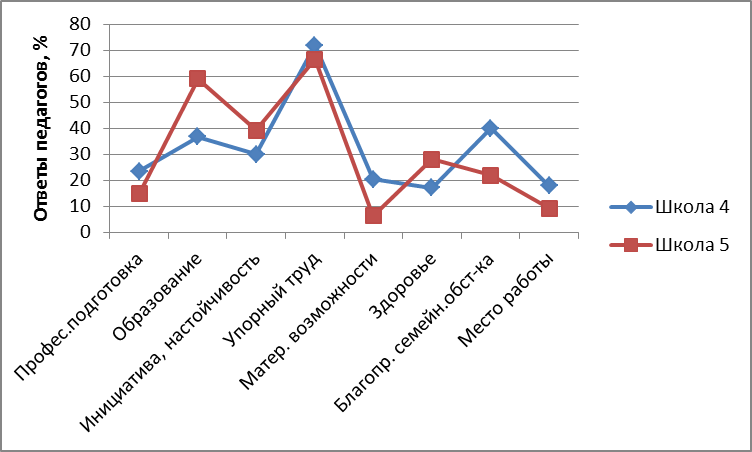 Ответы педагогов, %
80
70
60
50
40
30
20
10
0
Профес.подготовка
Образование
Инициатива, настойчивость
Упорный труд
Матер. возможности
Здоровье
Благопр. семейн.обст-ка
Место работы
Школа 4
Школа 5